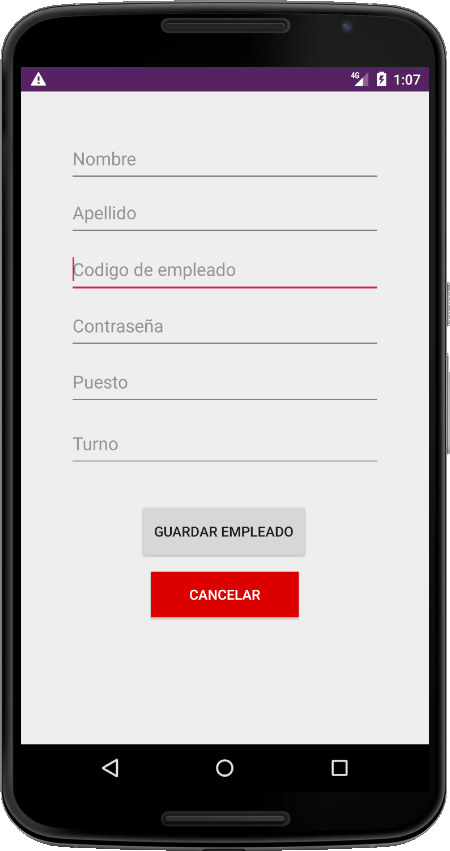 4G 1:07
Nombre
Apellido
Codigo de empleado
Contraseña
Puesto
Turno
GUARDAR EMPLEADO
CANCELAR